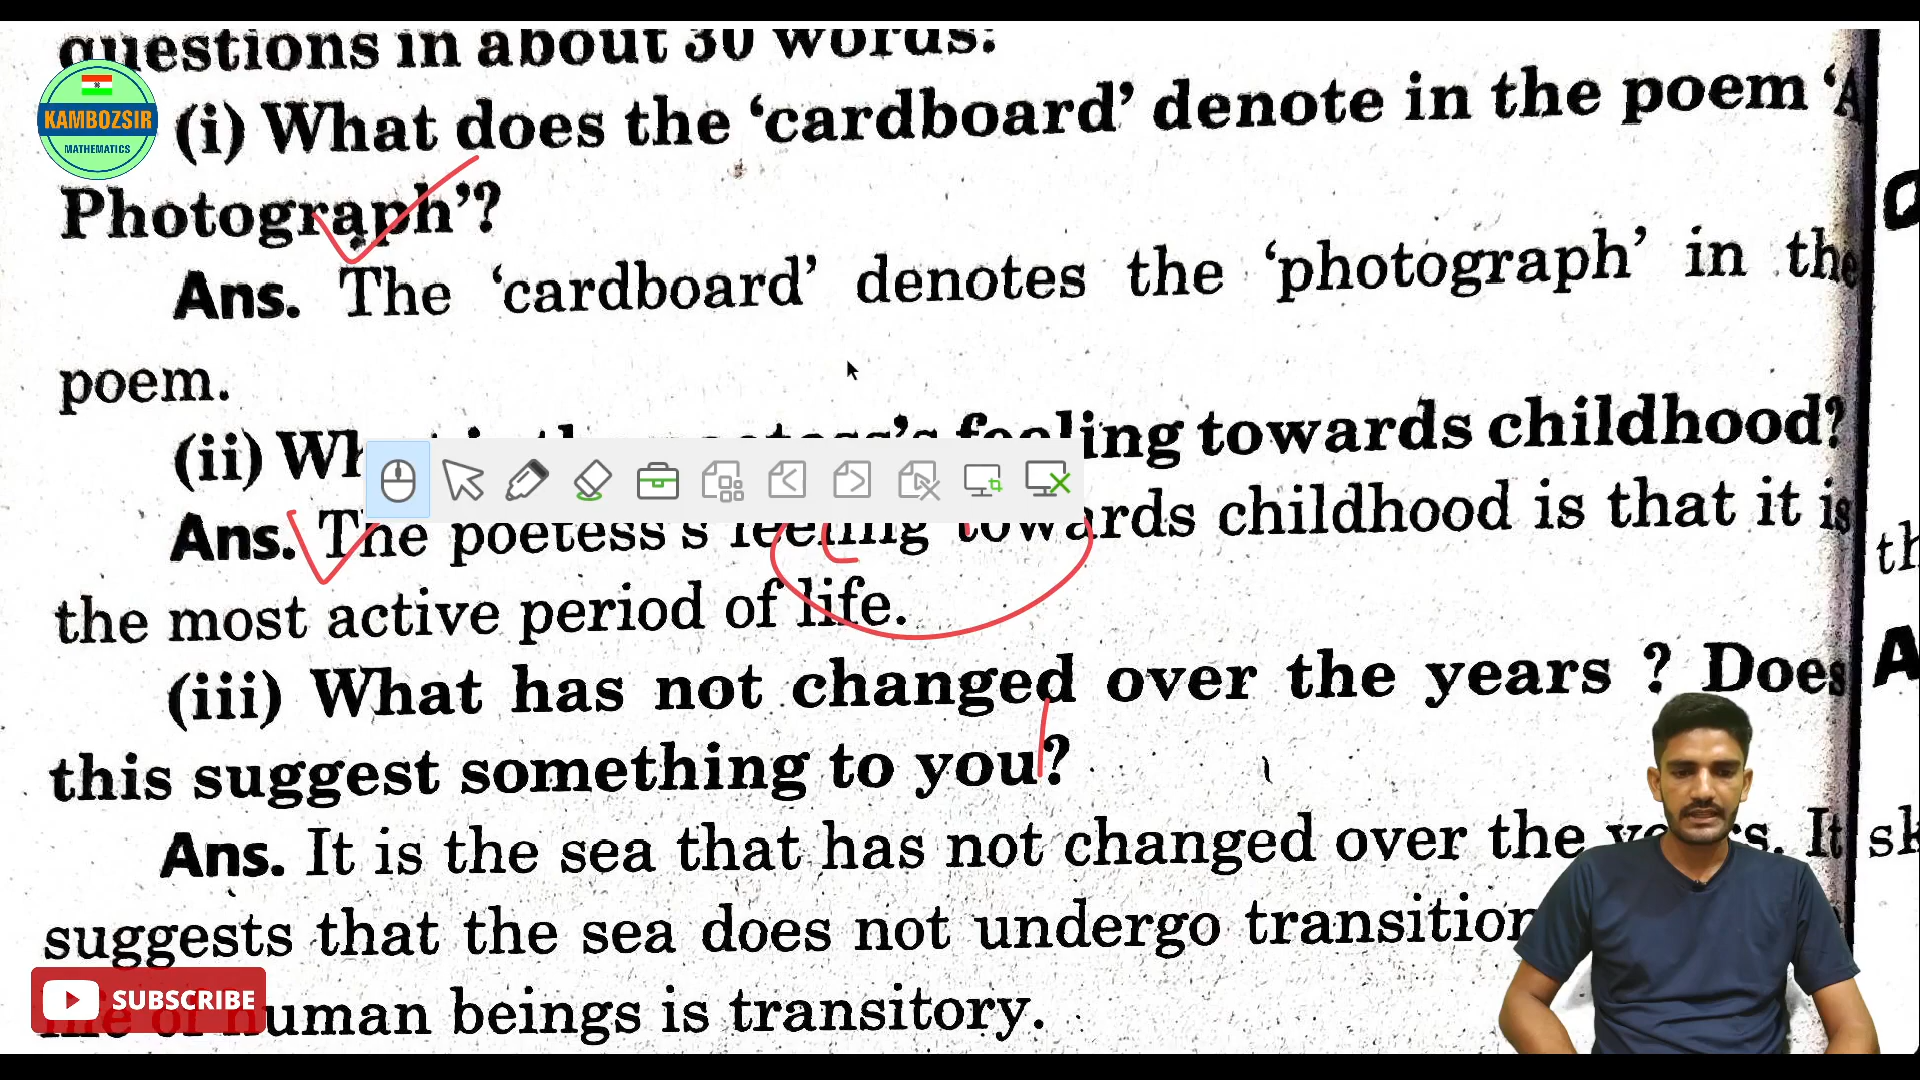 questions in about 30 words:
KAMBOZSIR
MATHEMATICS
(i) What does the ‘cardboard’ denote in the poem ‘A
Photograph’?
Ans. The ‘cardboard’ denotes the ‘photograph’ in the
poem.
(ii) feeling towards childhood?
Ans. The poetess's feeling towards childhood is that it is
the most active period of life.
(iii) What has not changed over the years ? Does
this suggest something to you?
Ans. It is the sea that has not changed over the years. It
suggests that the sea does not undergo
SUBSCRIBE
human beings is transitory.